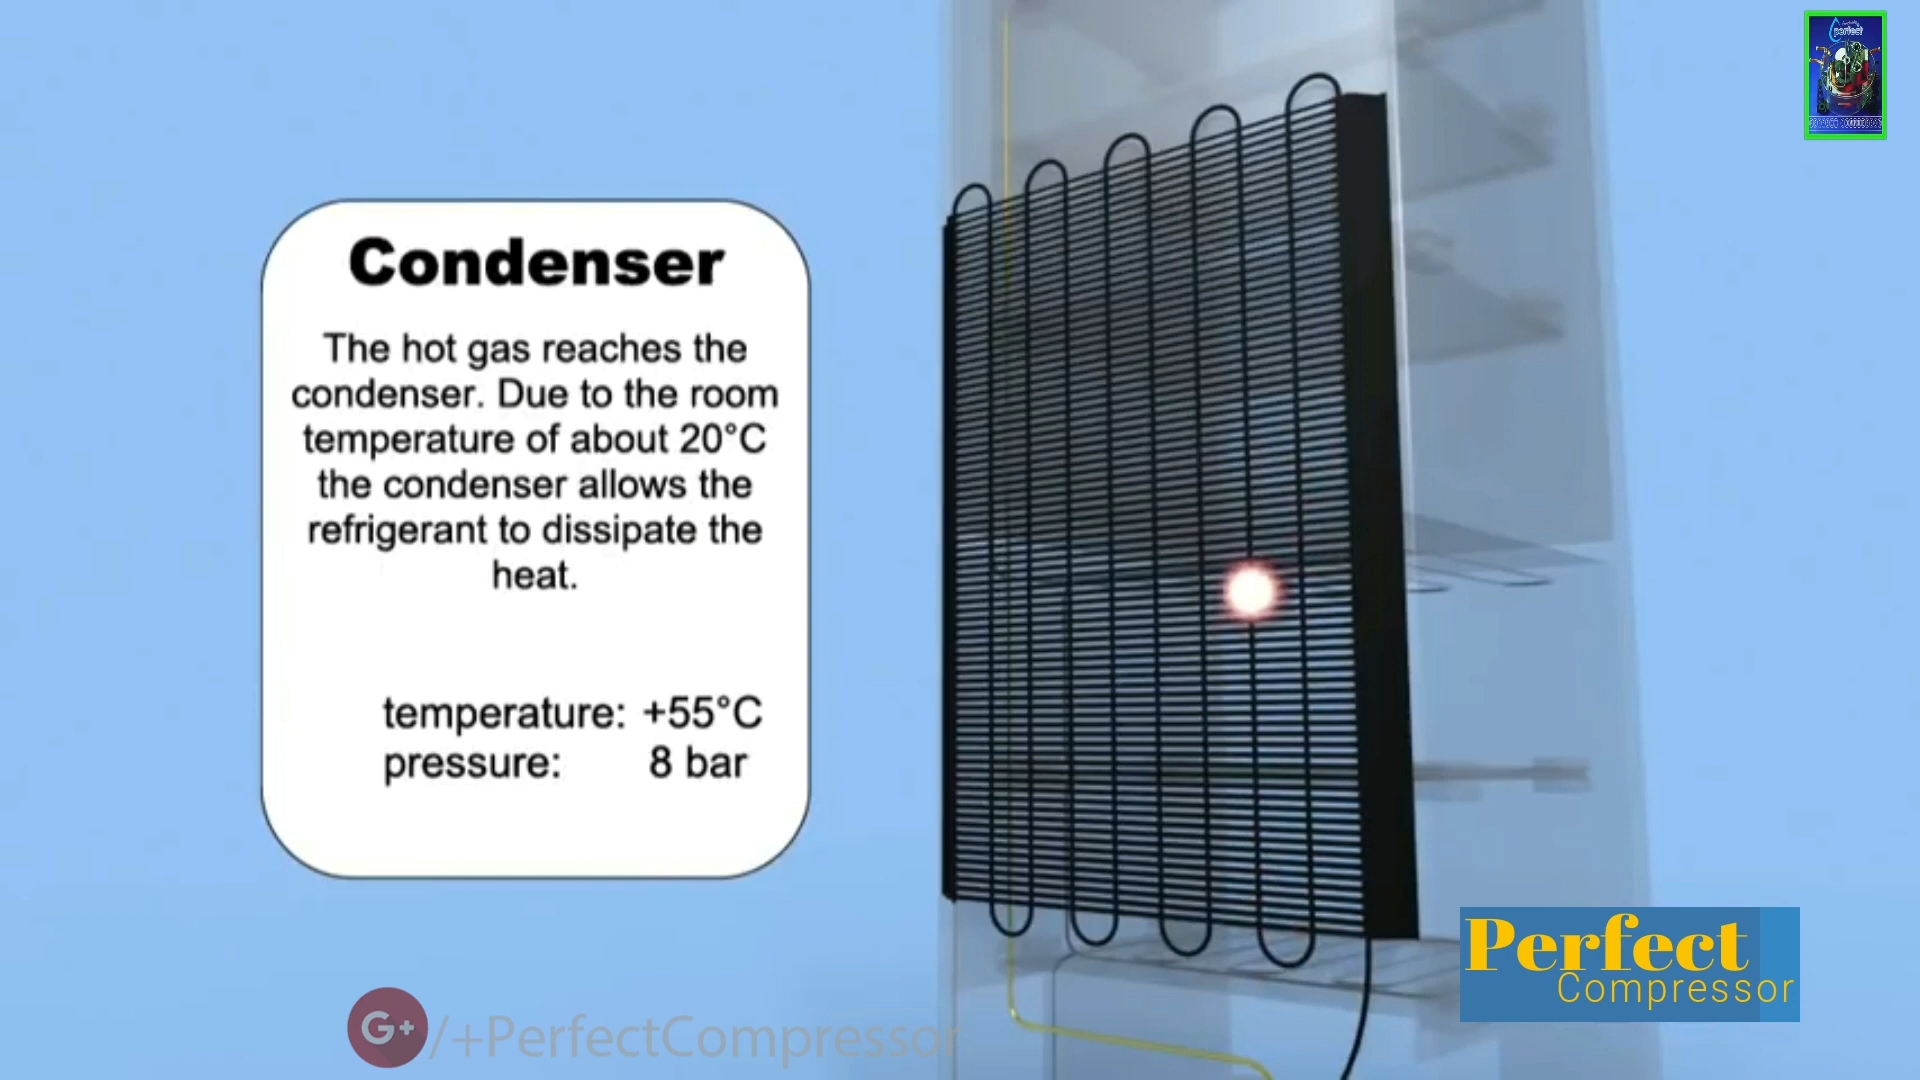 perfect
Condenser
The hot gas reaches the
condenser. Due to the room
temperature of about 20°C
the condenser allows the
refrigerant to dissipate the
heat.
temperature: +55°C
pressure: 8 bar
Perfect
Compressor
G+ /+PerfectCompressor